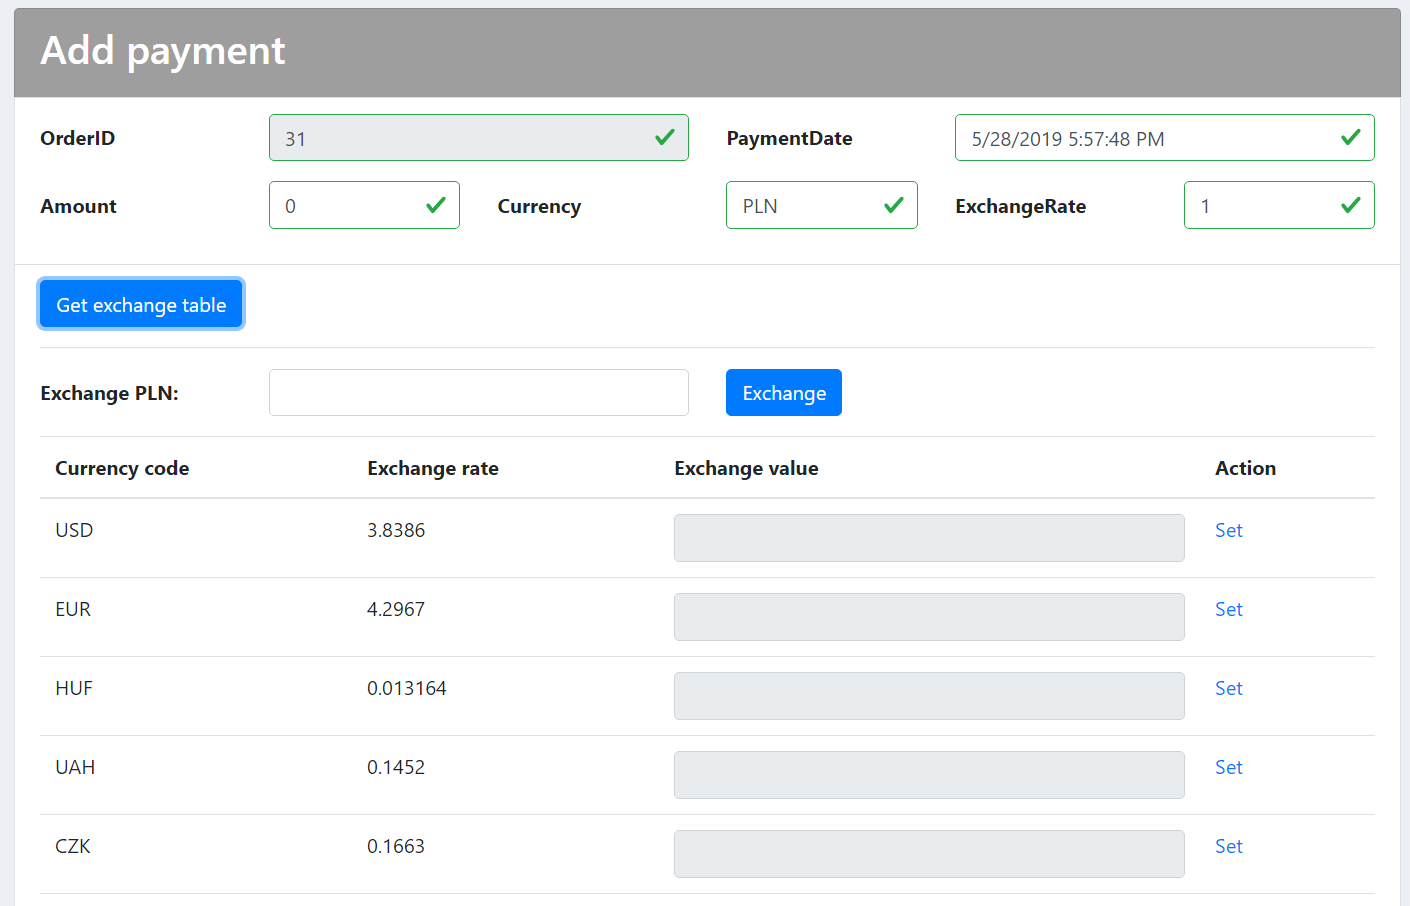 Add payment
OrderID 31 PaymentDate 5/28/2019 5:57:48 PM
Amount 0 Currency PLN ExchangeRate 1
Get exchange table
Exchange PLN: Exchange
Currency code Exchange rate Exchange value Action
USD 3.8386 Set
EUR 4.2967 Set
HUF 0.013164 Set
UAH 0.1452 Set
CZK 0.1663 Set